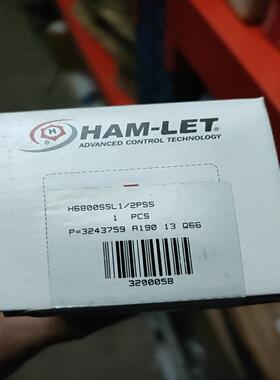 H HAM-LET®
ADVANCED CONTROL TECHNOLOGY
H6800SSL1/2PSS
1 PCS
P=3243759 A190 13 Q66
3200058